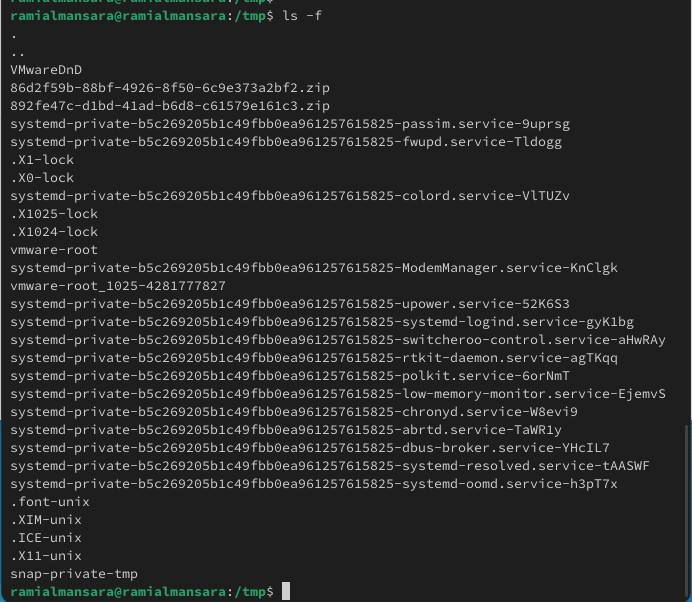 ramialmansara@ramialmansara:/tmp$ ls -f
.
..
VMwareDnD
86d2f59b-88bf-4926-8f50-6c9e373a2bf2.zip
892fe47c-d1bd-41ad-b6d8-c61579e161c3.zip
systemd-private-b5c269205b1c49fbb0ea961257615825-passim.service-9uprsg
systemd-private-b5c269205b1c49fbb0ea961257615825-fwupd.service-Tldogg
.X1-lock
.X0-lock
systemd-private-b5c269205b1c49fbb0ea961257615825-colord.service-VlTUZv
.X1025-lock
.X1024-lock
vmware-root
systemd-private-b5c269205b1c49fbb0ea961257615825-ModemManager.service-KnClgk
vmware-root_1025-4281777827
systemd-private-b5c269205b1c49fbb0ea961257615825-upower.service-52K6S3
systemd-private-b5c269205b1c49fbb0ea961257615825-systemd-logind.service-gyK1bg
systemd-private-b5c269205b1c49fbb0ea961257615825-switcheroo-control.service-aHwRAy
systemd-private-b5c269205b1c49fbb0ea961257615825-rtkit-daemon.service-agTKqq
systemd-private-b5c269205b1c49fbb0ea961257615825-polkit.service-6orNmT
systemd-private-b5c269205b1c49fbb0ea961257615825-low-memory-monitor.service-EjemvS
systemd-private-b5c269205b1c49fbb0ea961257615825-chronyd.service-W8evi9
systemd-private-b5c269205b1c49fbb0ea961257615825-abrtd.service-TaWR1y
systemd-private-b5c269205b1c49fbb0ea961257615825-dbus-broker.service-YHcIL7
systemd-private-b5c269205b1c49fbb0ea961257615825-systemd-resolved.service-tAASWF
systemd-private-b5c269205b1c49fbb0ea961257615825-systemd-oomd.service-h3pT7x
.font-unix
.XIM-unix
.ICE-unix
.X11-unix
snap-private-tmp
ramialmansara@ramialmansara:/tmp$